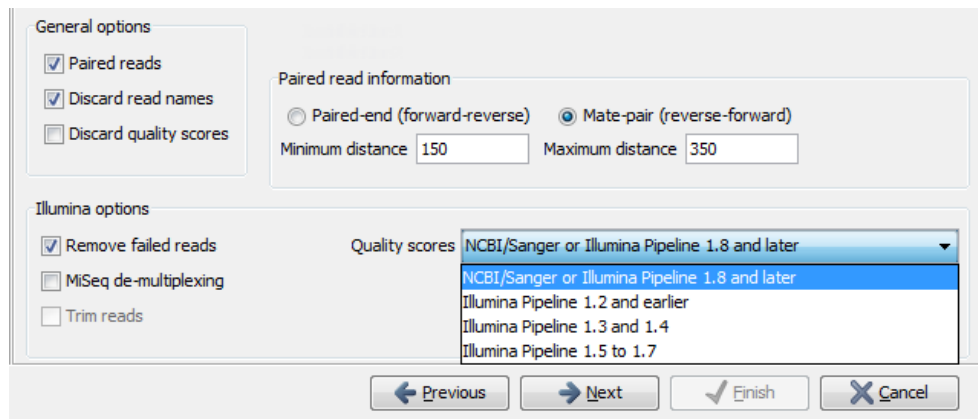 General options
Paired reads
Discard read names
Discard quality scores
Paired read information
Paired-end (forward-reverse)
Mate-pair (reverse-forward)
Minimum distance 150
Maximum distance 350
Illumina options
Remove failed reads
MiSeq de-multiplexing
Trim reads
Quality scores NCBI/Sanger or Illumina Pipeline 1.8 and later
NCBI/Sanger or Illumina Pipeline 1.8 and later
Illumina Pipeline 1.2 and earlier
Illumina Pipeline 1.3 and 1.4
Illumina Pipeline 1.5 to 1.7
Previous
Next
Finish
Cancel